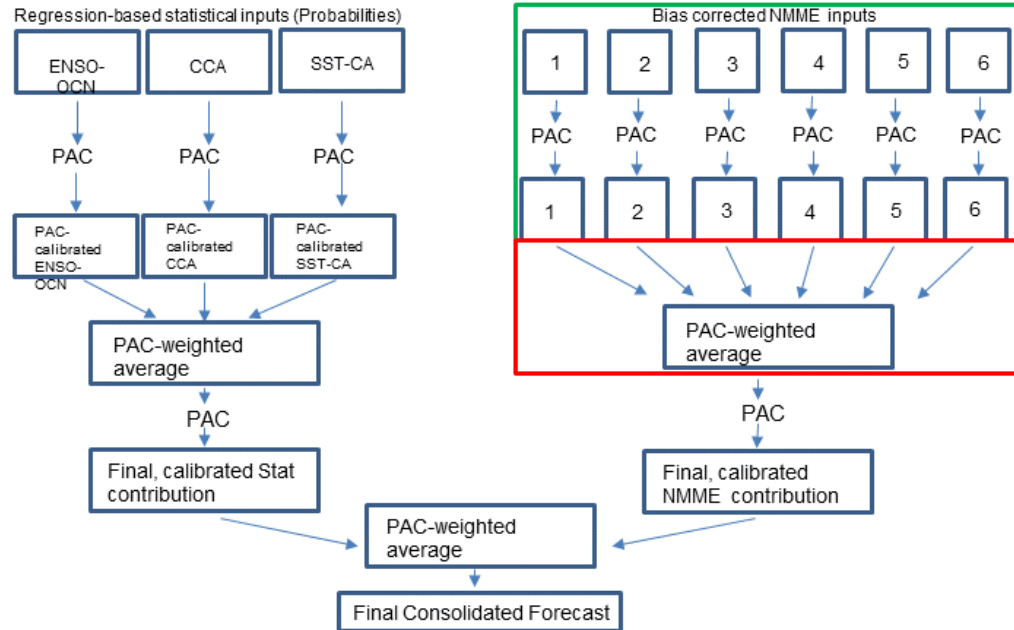 Regression-based statistical inputs (Probabilities)
Bias corrected NMME inputs
ENSO-
OCN
CCA
SST-CA
1
2
3
4
5
6
PAC
PAC
PAC
PAC
PAC
PAC
PAC
PAC
PAC
PAC-
calibrated
ENSO-
OCN
PAC-
calibrated
CCA
PAC-
calibrated
SST-CA
1
2
3
4
5
6
PAC-weighted
average
PAC-weighted
average
PAC
PAC
Final, calibrated Stat
contribution
Final, calibrated
NMME contribution
PAC-weighted
average
Final Consolidated Forecast